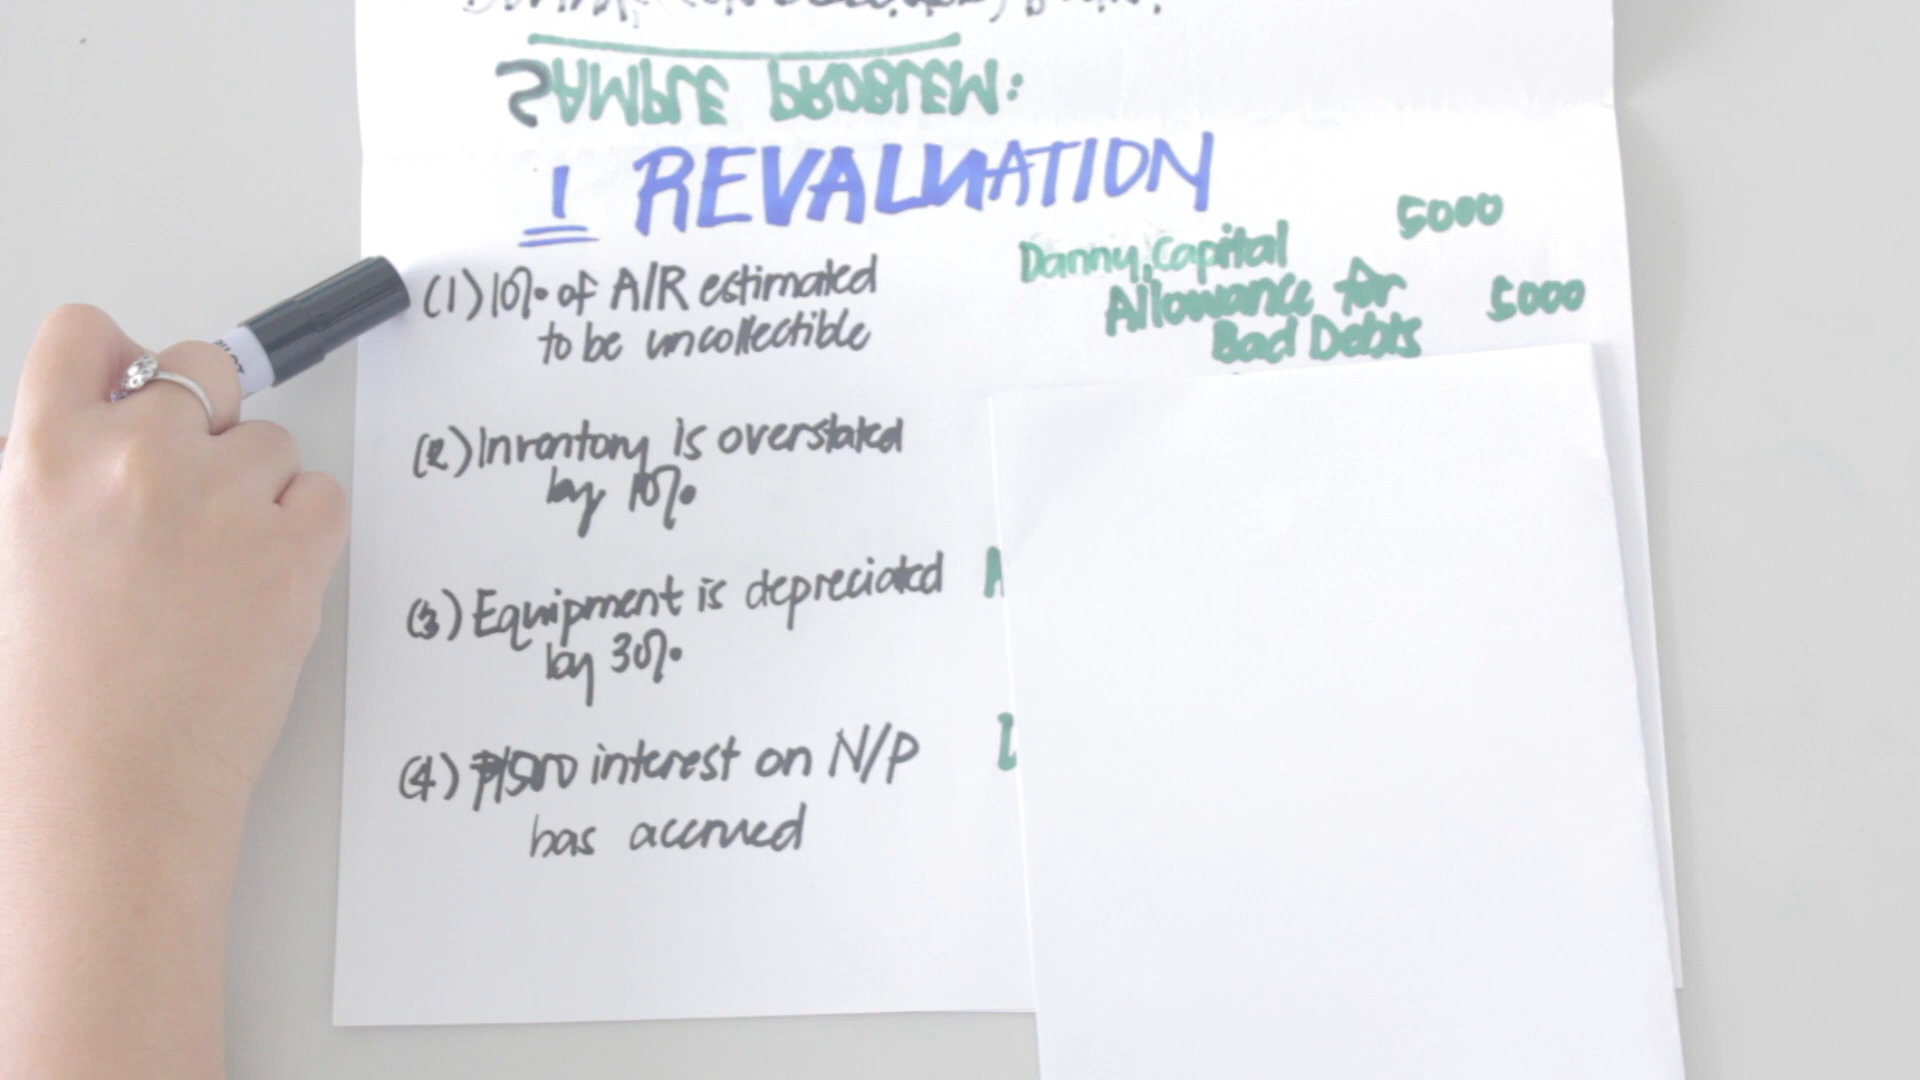 SAMPLE PROBLEM:
1 REVALUATION
(1) 10% of A/R estimated
to be uncollectible
Danny, Capital 5000
Allowance for
Bad Debts 5000
(2) Inventory is overstated
by 10%
(3) Equipment is depreciated
by 30%
(4) ₱1500 interest on N/P
has accrued